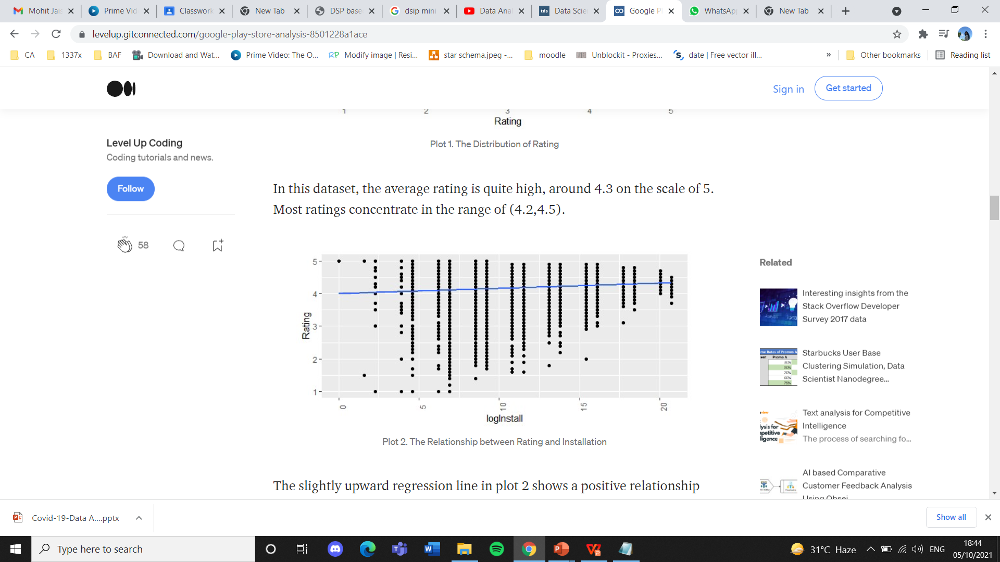 Mohit Jais
Prime Vid
Classwork
New Tab
DSP base
dsip mini
Data Anal
tds
Data Scie
Google Pl
WhatsApp
New Tab
levelup.gitconnected.com/google-play-store-analysis-8501228a1ace
CA
1337x
BAF
Download and Wat...
Prime Video: The O...
RP
Modify image | Resi...
star schema.jpeg -...
moodle
UB
Unblockit - Proxies...
date | Free vector ill...
»
Other bookmarks
Reading list
Sign in
Get started
1 2 3 4 5
Rating
Plot 1. The Distribution of Rating
Level Up Coding
Coding tutorials and news.
Follow
58
In this dataset, the average rating is quite high, around 4.3 on the scale of 5.
Most ratings concentrate in the range of (4.2,4.5).
5
4
3
2
1
Rating
0 5 10 15 20
logInstall
Plot 2. The Relationship between Rating and Installation
The slightly upward regression line in plot 2 shows a positive relationship
Related
Interesting insights from the
Stack Overflow Developer
Survey 2017 data
Starbucks User Base
Clustering Simulation, Data
Scientist Nanodegree...
Text analysis for Competitive
Intelligence
The process of searching fo...
AI based Comparative
Customer Feedback Analysis
Using Obsei
Covid-19-Data A....pptx
Show all
Type here to search
31°C Haze
ENG
18:44
05/10/2021